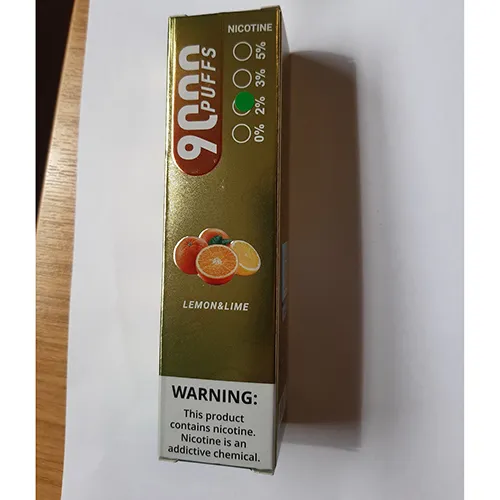 NICOTINE
5%
3%
2%
0%
9000
PUFFS
LEMON&LIME
WARNING:
This product
contains nicotine.
Nicotine is an
addictive chemical.